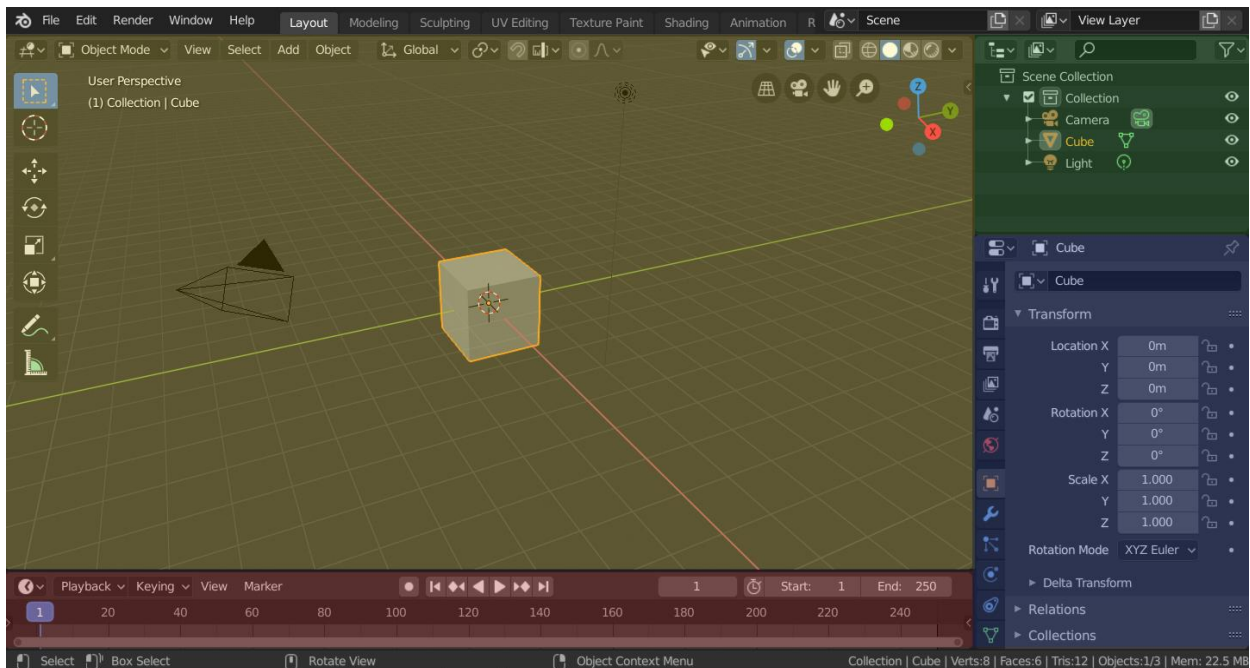 File Edit Render Window Help Layout Modeling Sculpting UV Editing Texture Paint Shading Animation R Scene View Layer
Object Mode View Select Add Object Global
User Perspective
(1) Collection | Cube
Z
Y
X
Scene Collection
Collection
Camera
Cube
Light
Cube
Cube
Transform
Location X 0m
Y 0m
Z 0m
Rotation X 0°
Y 0°
Z 0°
Scale X 1.000
Y 1.000
Z 1.000
Rotation Mode XYZ Euler
Delta Transform
Relations
Collections
Playback Keying View Marker 1 Start: 1 End: 250
1 20 40 60 80 100 120 140 160 180 200 220 240
Select Box Select Rotate View Object Context Menu Collection | Cube | Verts:8 | Faces:6 | Tris:12 | Objects:1/3 | Mem: 22.5 MB